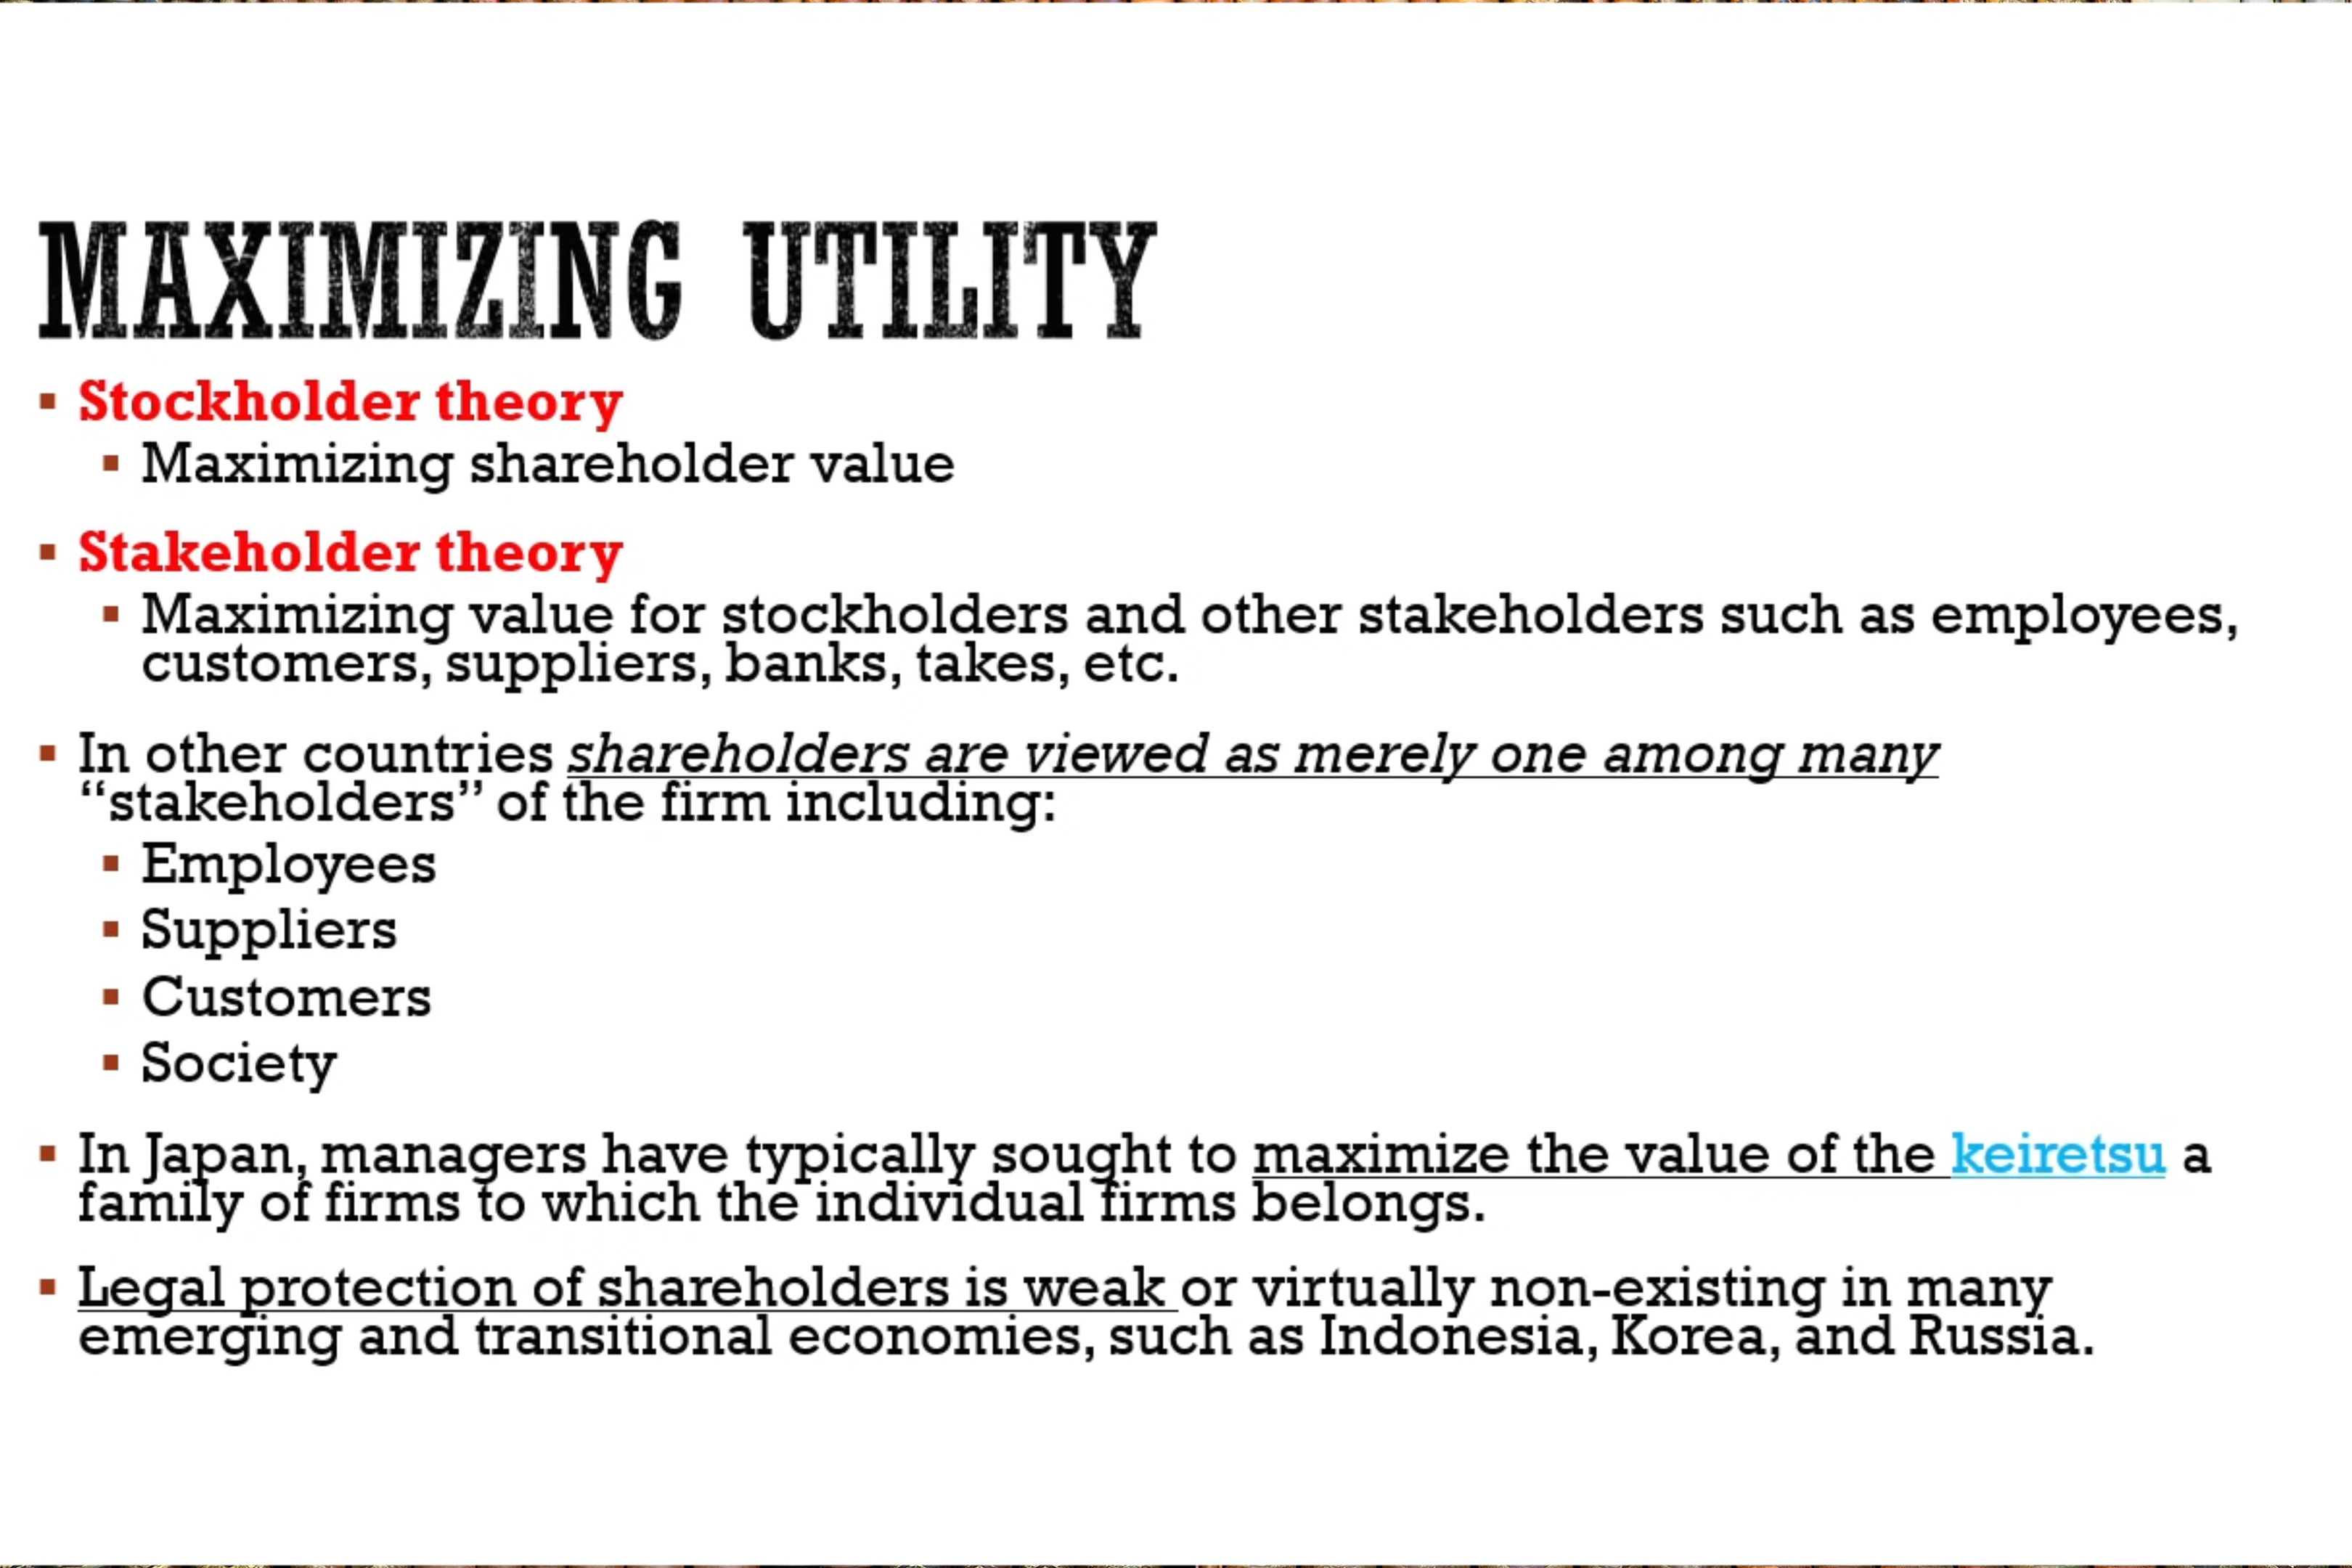 MAXIMIZING UTILITY
▪ Stockholder theory
▪ Maximizing shareholder value
▪ Stakeholder theory
▪ Maximizing value for stockholders and other stakeholders such as employees,
customers, suppliers, banks, takes, etc.
▪ In other countries shareholders are viewed as merely one among many
“stakeholders” of the firm including:
▪ Employees
▪ Suppliers
▪ Customers
▪ Society
▪ In Japan, managers have typically sought to maximize the value of the keiretsu a
family of firms to which the individual firms belongs.
▪ Legal protection of shareholders is weak or virtually non-existing in many
emerging and transitional economies, such as Indonesia, Korea, and Russia.